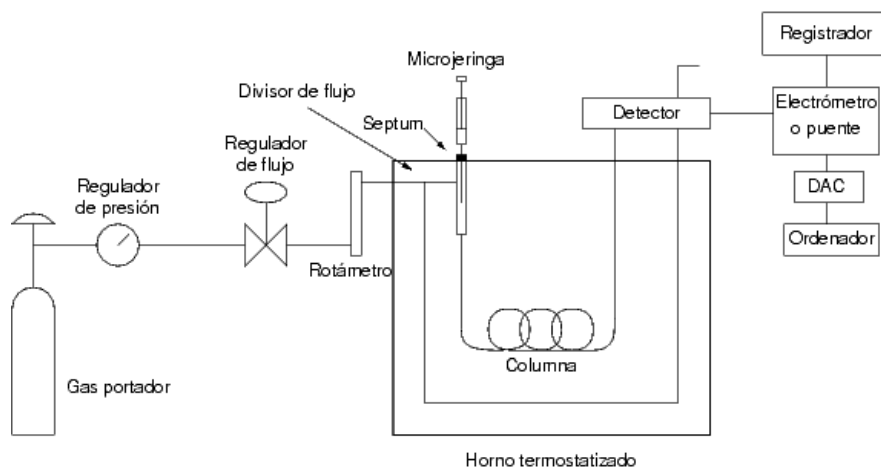 Registrador
Microjeringa
Divisor de flujo
Detector
Electrómetro
o puente
Septum
Regulador
de flujo
Regulador
de presión
DAC
Ordenador
Rotámetro
Columna
Gas portador
Horno termostatizado